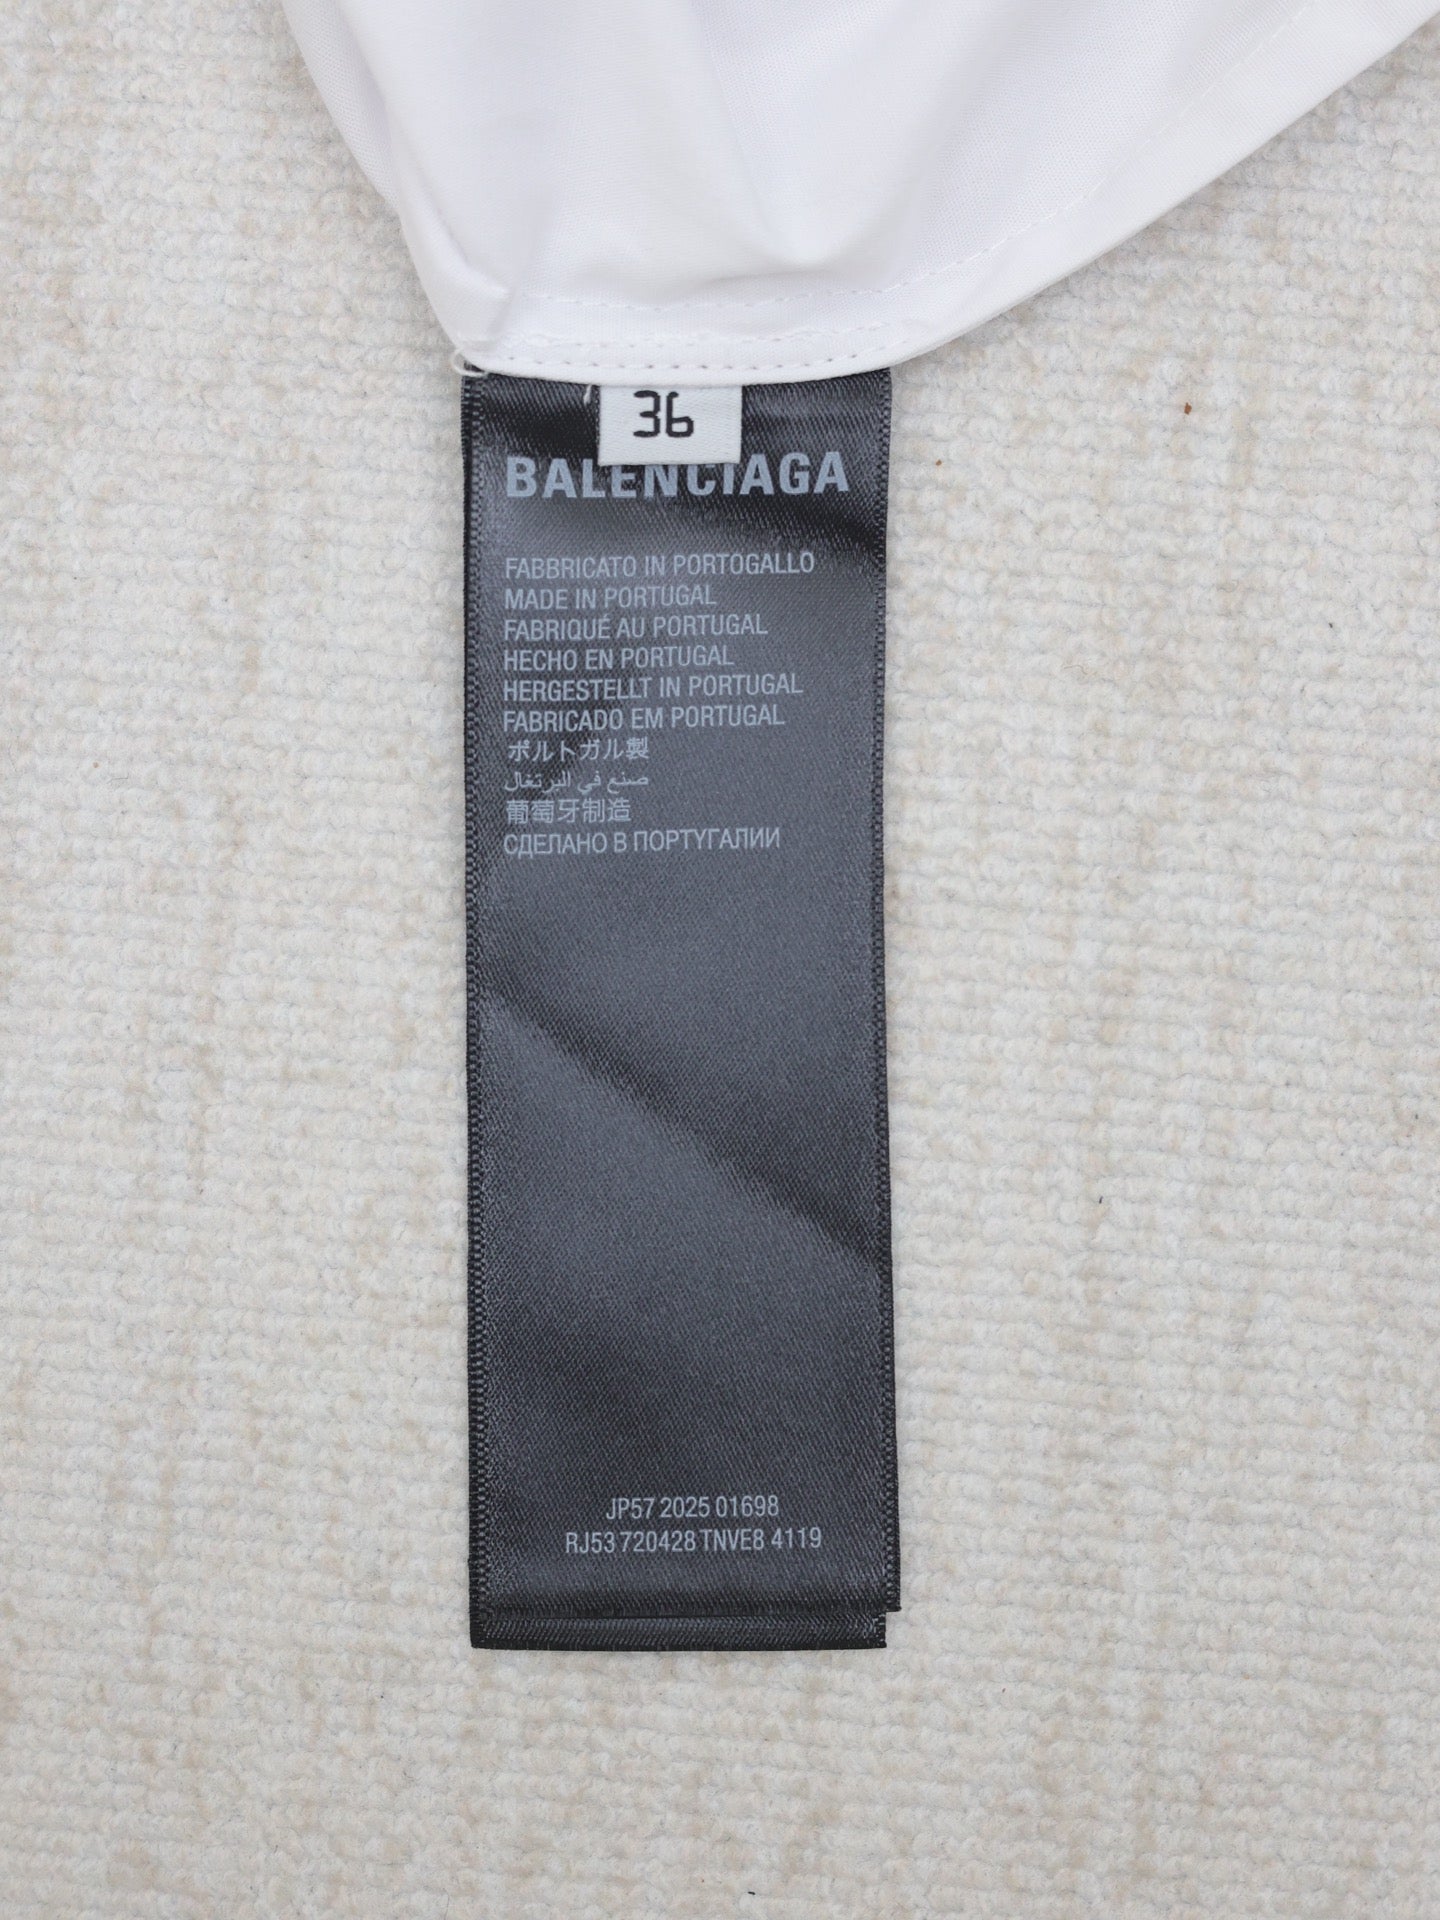 36
BALENCIAGA
FABBRICATO IN PORTOGALLO
MADE IN PORTUGAL
FABRIQUÉ AU PORTUGAL
HECHO EN PORTUGAL
HERGESTELLT IN PORTUGAL
FABRICADO EM PORTUGAL
ポルトガル製
صنع في البرتغال
葡萄牙制造
СДЕЛАНО В ПОРТУГАЛИИ
JP57 2025 01698
RJ53 720428 TNVE8 4119